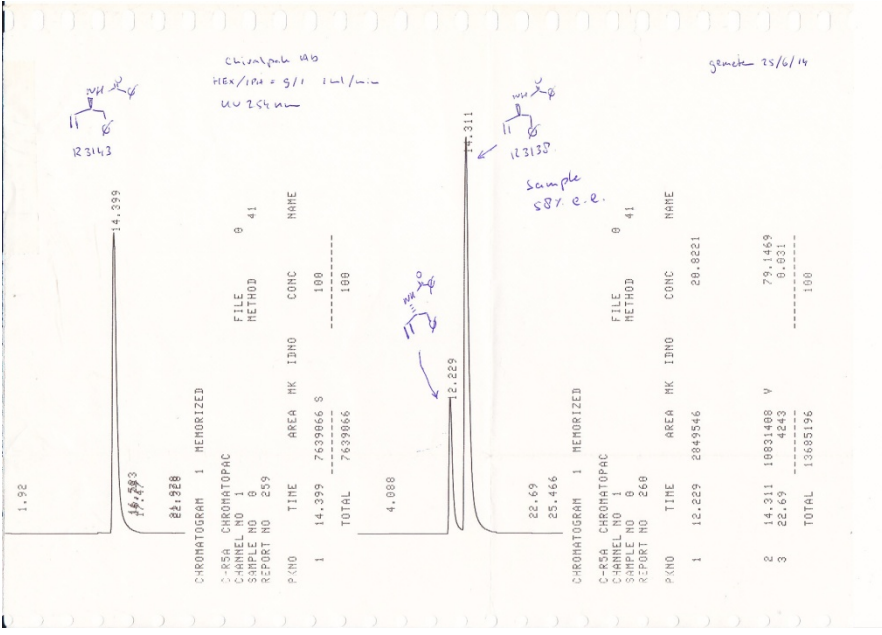 Chiralpak
HEX/IPA = 9/1 1 ml/min
UV 254 nm
25/6/14
NH
O
Ø
Ø
R3143
1.92
14.399
17.47
CHROMATOGRAM 1 MEMORIZED
C-R5A CHROMATOPAC
CHANNEL NO 1 FILE 0
SAMPLE NO 0 METHOD 41
REPORT NO 259
PKNO TIME AREA MK IDNO CONC NAME
1 14.399 7639066 S 100
TOTAL 7639066 100
NH
O
Ø
Ø
NH
O
Ø
Ø
R3138
Sample
58% e.e.
4.088
12.229
14.311
22.69
25.466
CHROMATOGRAM 1 MEMORIZED
C-R5A CHROMATOPAC
CHANNEL NO 1 FILE 0
SAMPLE NO 0 METHOD 41
REPORT NO 260
PKNO TIME AREA MK IDNO CONC NAME
1 12.229 2849546 20.8221
2 14.311 10831408 V 79.1469
3 22.69 4243 0.031
TOTAL 13685196 100